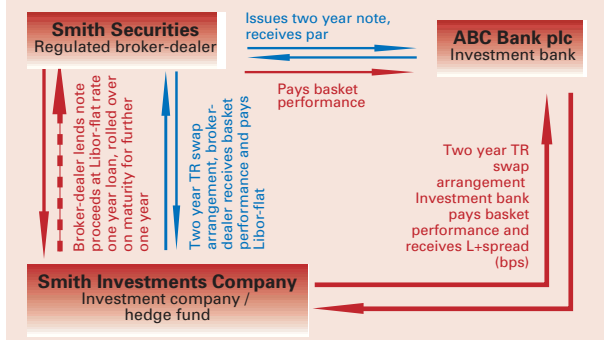 Smith Securities
Regulated broker-dealer
Issues two year note,
receives par
ABC Bank plc
Investment bank
Pays basket
performance
Broker-dealer lends note
proceeds at Libor-flat rate
one year loan, rolled over
on maturity for further
one year
Two year TR swap
arrangement, broker-
dealer receives basket
performance and pays
Libor-flat
Two year TR
swap
arrangement
Investment bank
pays basket
performance and
receives L+spread
(bps)
Smith Investments Company
Investment company /
hedge fund